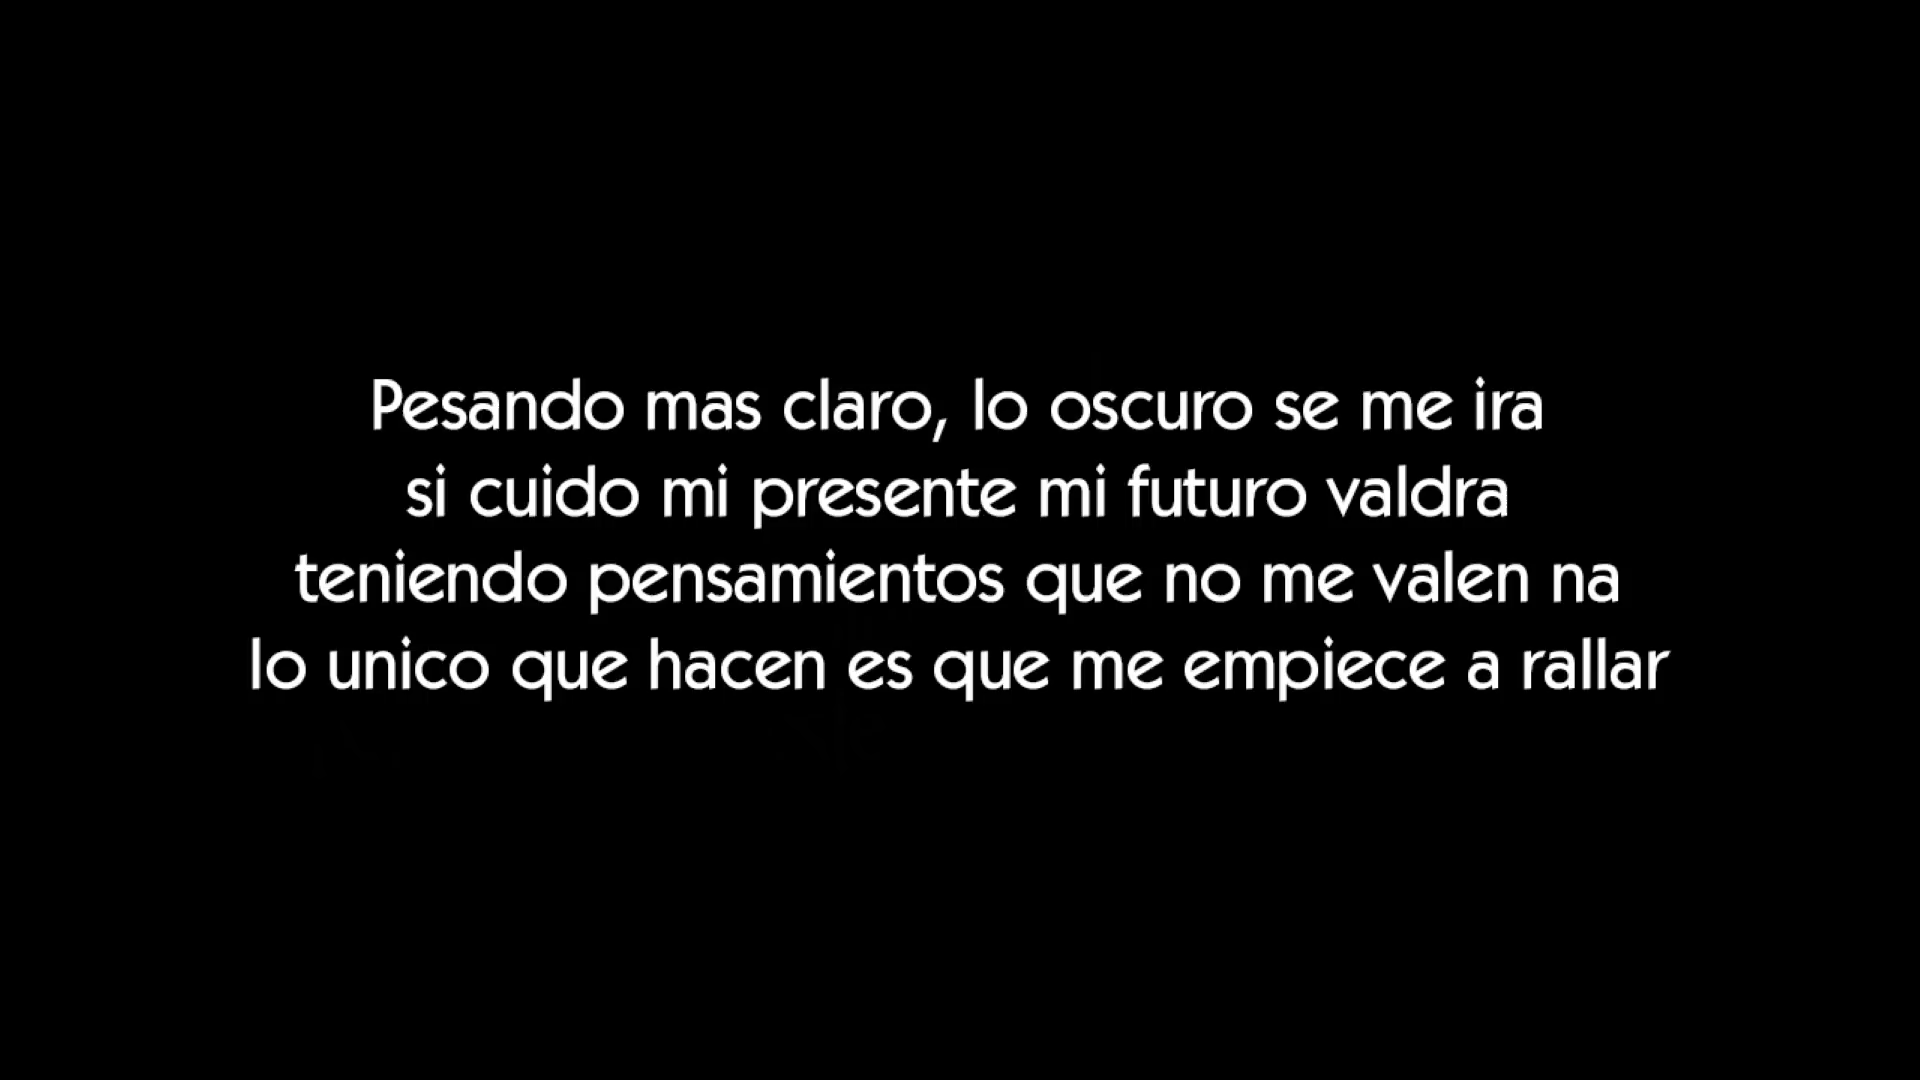 Pesando mas claro, lo oscuro se me ira
si cuido mi presente mi futuro valdra
teniendo pensamientos que no me valen na
lo unico que hacen es que me empiece a rallar